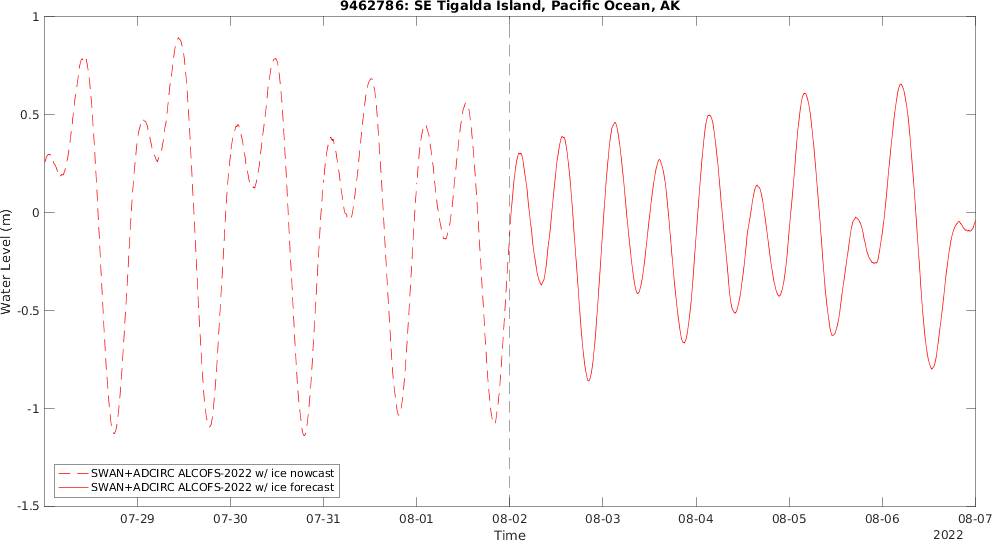 9462786: SE Tigalda Island, Pacific Ocean, AK
1
0.5
0
-0.5
-1
-1.5
Water Level (m)
SWAN+ADCIRC ALCOFS-2022 w/ ice nowcast
SWAN+ADCIRC ALCOFS-2022 w/ ice forecast
07-29 07-30 07-31 08-01 08-02 08-03 08-04 08-05 08-06 08-07
Time
2022